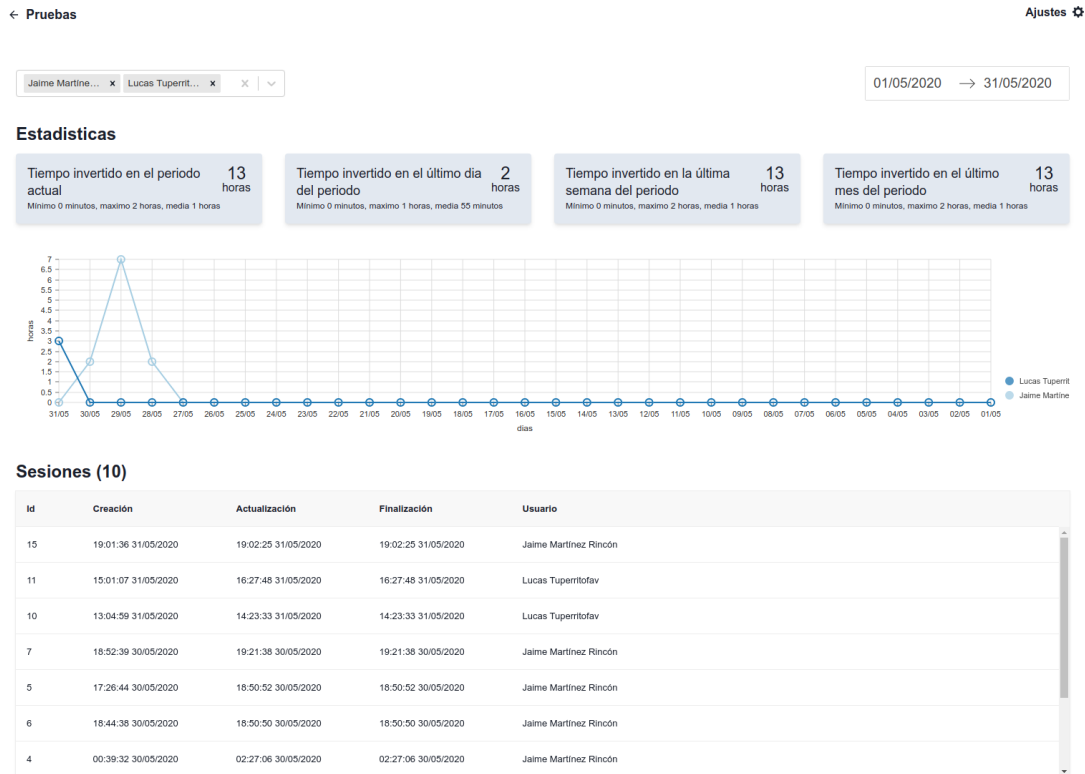 ← Pruebas
Ajustes
Jaime Martíne... × Lucas Tuperrit... ×
01/05/2020 → 31/05/2020
Estadisticas
Tiempo invertido en el periodo actual
13 horas
Mínimo 0 minutos, maximo 2 horas, media 1 horas
Tiempo invertido en el último dia del periodo
2 horas
Mínimo 0 minutos, maximo 1 horas, media 55 minutos
Tiempo invertido en la última semana del periodo
13 horas
Mínimo 0 minutos, maximo 2 horas, media 1 horas
Tiempo invertido en el último mes del periodo
13 horas
Mínimo 0 minutos, maximo 2 horas, media 1 horas
horas
7
6.5
6
5.5
5
4.5
4
3.5
3
2.5
2
1.5
1
0.5
0
31/05 30/05 29/05 28/05 27/05 26/05 25/05 24/05 23/05 22/05 21/05 20/05 19/05 18/05 17/05 16/05 15/05 14/05 13/05 12/05 11/05 10/05 09/05 08/05 07/05 06/05 05/05 04/05 03/05 02/05 01/05
dias
Lucas Tuperrit
Jaime Martíne
Sesiones (10)
Id Creación Actualización Finalización Usuario
15 19:01:36 31/05/2020 19:02:25 31/05/2020 19:02:25 31/05/2020 Jaime Martínez Rincón
11 15:01:07 31/05/2020 16:27:48 31/05/2020 16:27:48 31/05/2020 Lucas Tuperritofav
10 13:04:59 31/05/2020 14:23:33 31/05/2020 14:23:33 31/05/2020 Lucas Tuperritofav
7 18:52:39 30/05/2020 19:21:38 30/05/2020 19:21:38 30/05/2020 Jaime Martínez Rincón
5 17:26:44 30/05/2020 18:50:52 30/05/2020 18:50:52 30/05/2020 Jaime Martínez Rincón
6 18:44:38 30/05/2020 18:50:50 30/05/2020 18:50:50 30/05/2020 Jaime Martínez Rincón
4 00:39:32 30/05/2020 02:27:06 30/05/2020 02:27:06 30/05/2020 Jaime Martínez Rincón